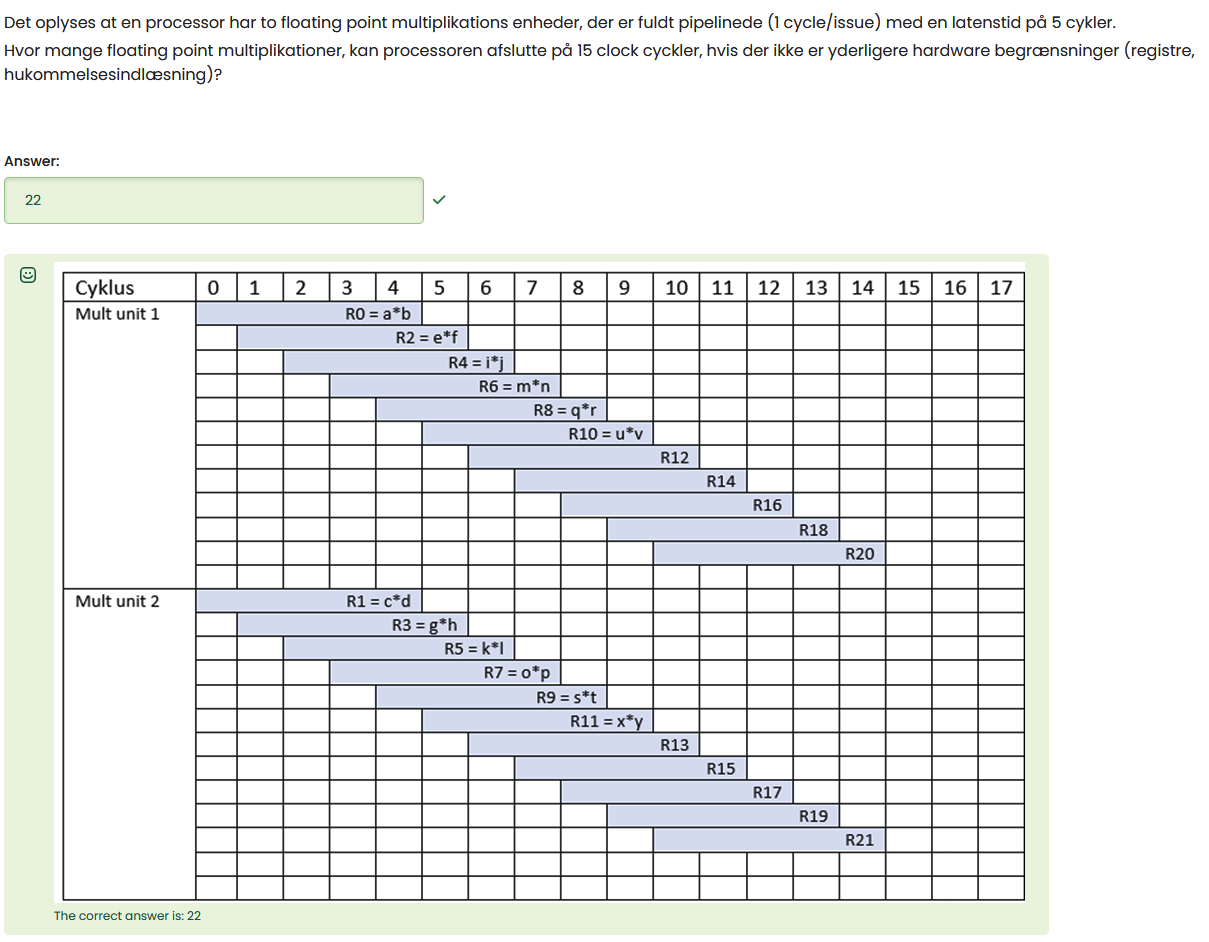 Det oplyses at en processor har to floating point multiplikations enheder, der er fuldt pipelinede (1 cycle/issue) med en latenstid på 5 cykler.
Hvor mange floating point multiplikationer, kan processoren afslutte på 15 clock cyckler, hvis der ikke er yderligere hardware begrænsninger (registre,
hukommelsesindlæsning)?
Answer:
22
Cyklus 0 1 2 3 4 5 6 7 8 9 10 11 12 13 14 15 16 17
Mult unit 1 R0 = a*b
R2 = e*f
R4 = i*j
R6 = m*n
R8 = q*r
R10 = u*v
R12
R14
R16
R18
R20
Mult unit 2 R1 = c*d
R3 = g*h
R5 = k*l
R7 = o*p
R9 = s*t
R11 = x*y
R13
R15
R17
R19
R21
The correct answer is: 22